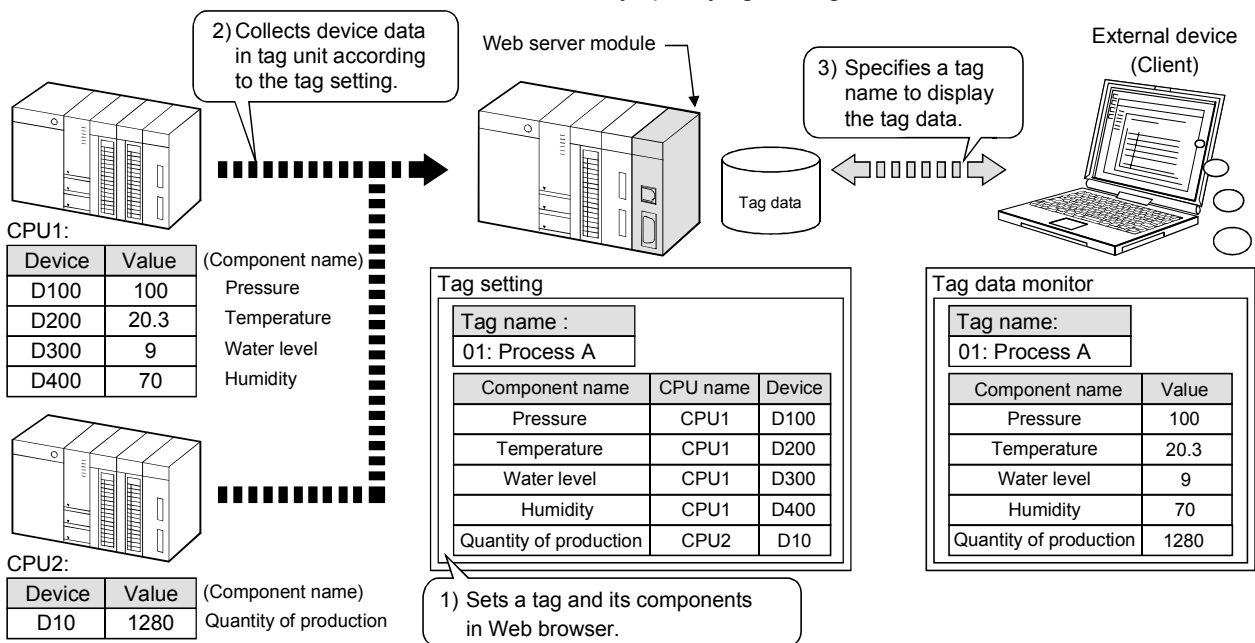 2) Collects device data
in tag unit according
to the tag setting.
Web server module
External device
(Client)
3) Specifies a tag
name to display
the tag data.
Tag data
CPU1:
Device Value (Component name)
D100 100 Pressure
D200 20.3 Temperature
D300 9 Water level
D400 70 Humidity
CPU2:
Device Value (Component name)
D10 1280 Quantity of production
Tag setting
Tag name :
01: Process A
Component name CPU name Device
Pressure CPU1 D100
Temperature CPU1 D200
Water level CPU1 D300
Humidity CPU1 D400
Quantity of production CPU2 D10
1) Sets a tag and its components
in Web browser.
Tag data monitor
Tag name:
01: Process A
Component name Value
Pressure 100
Temperature 20.3
Water level 9
Humidity 70
Quantity of production 1280